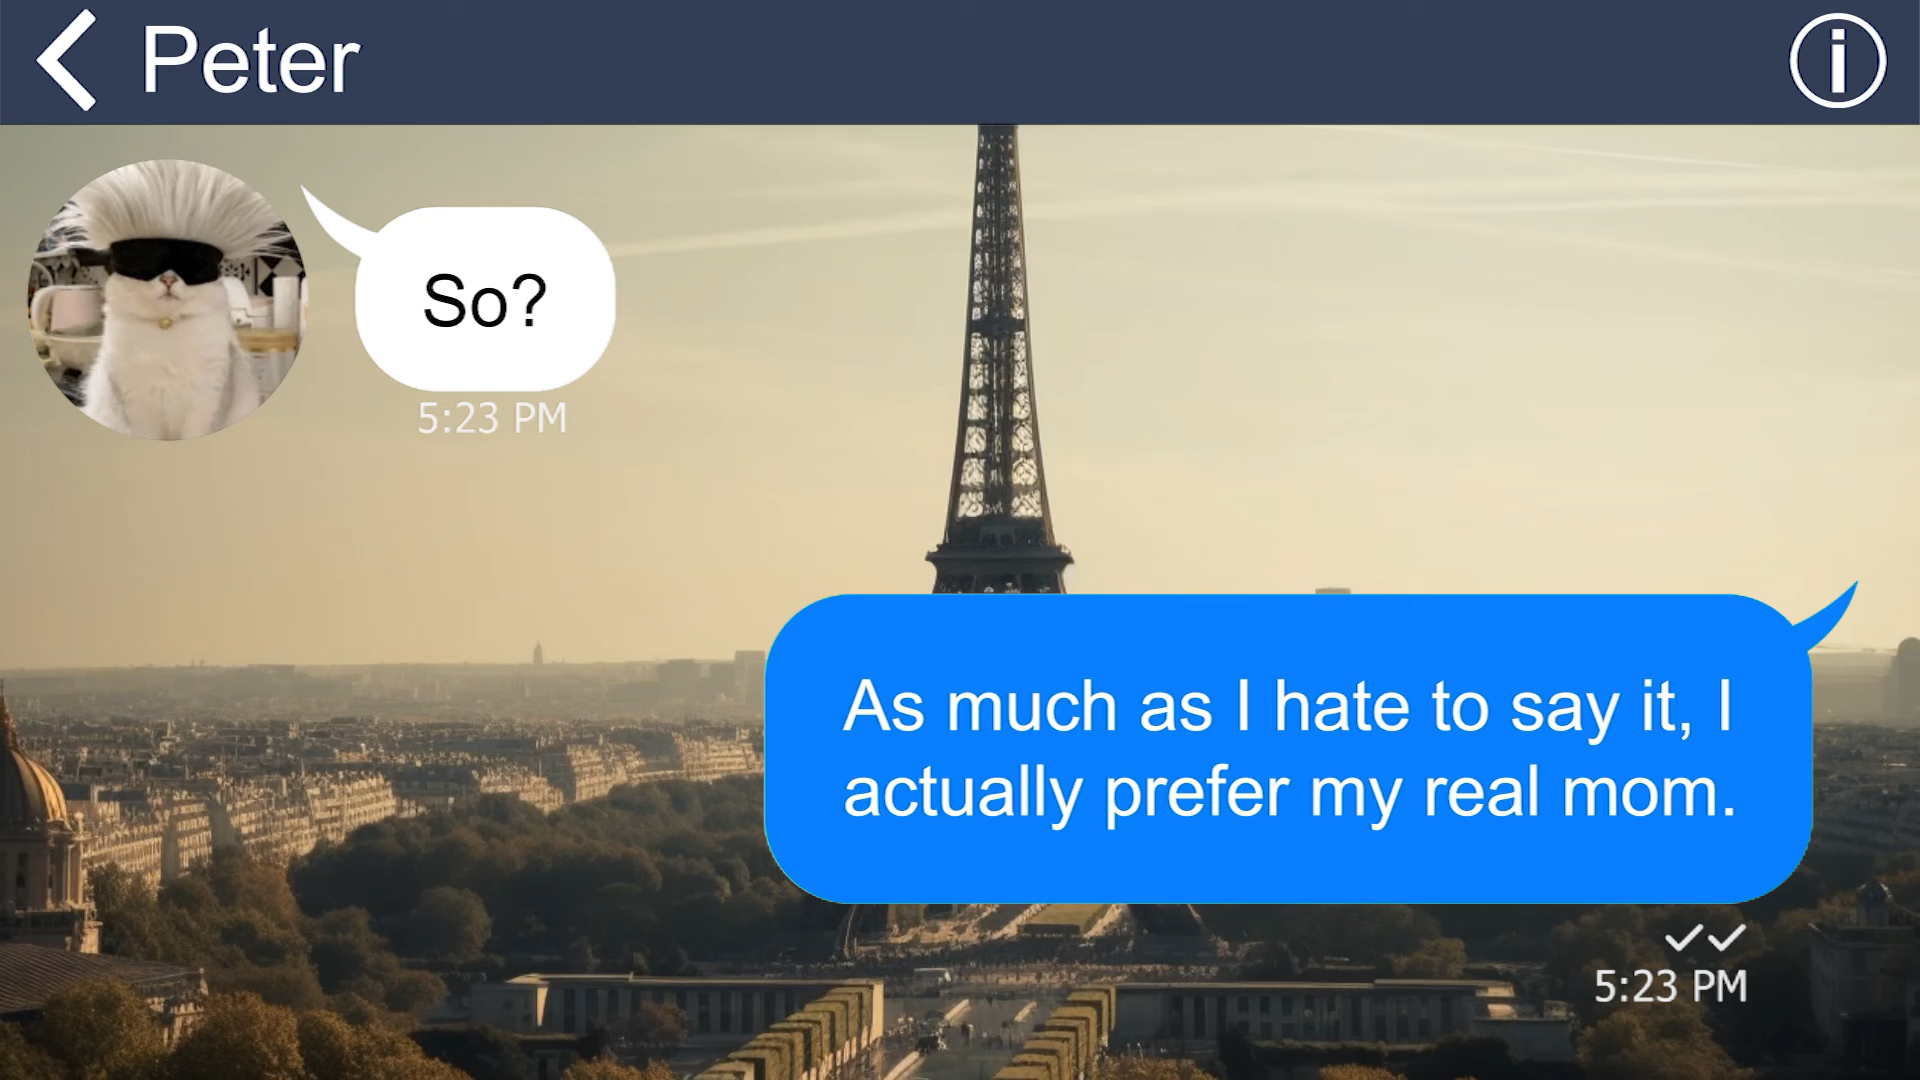 Peter
So?
5:23 PM
As much as I hate to say it, I
actually prefer my real mom.
5:23 PM